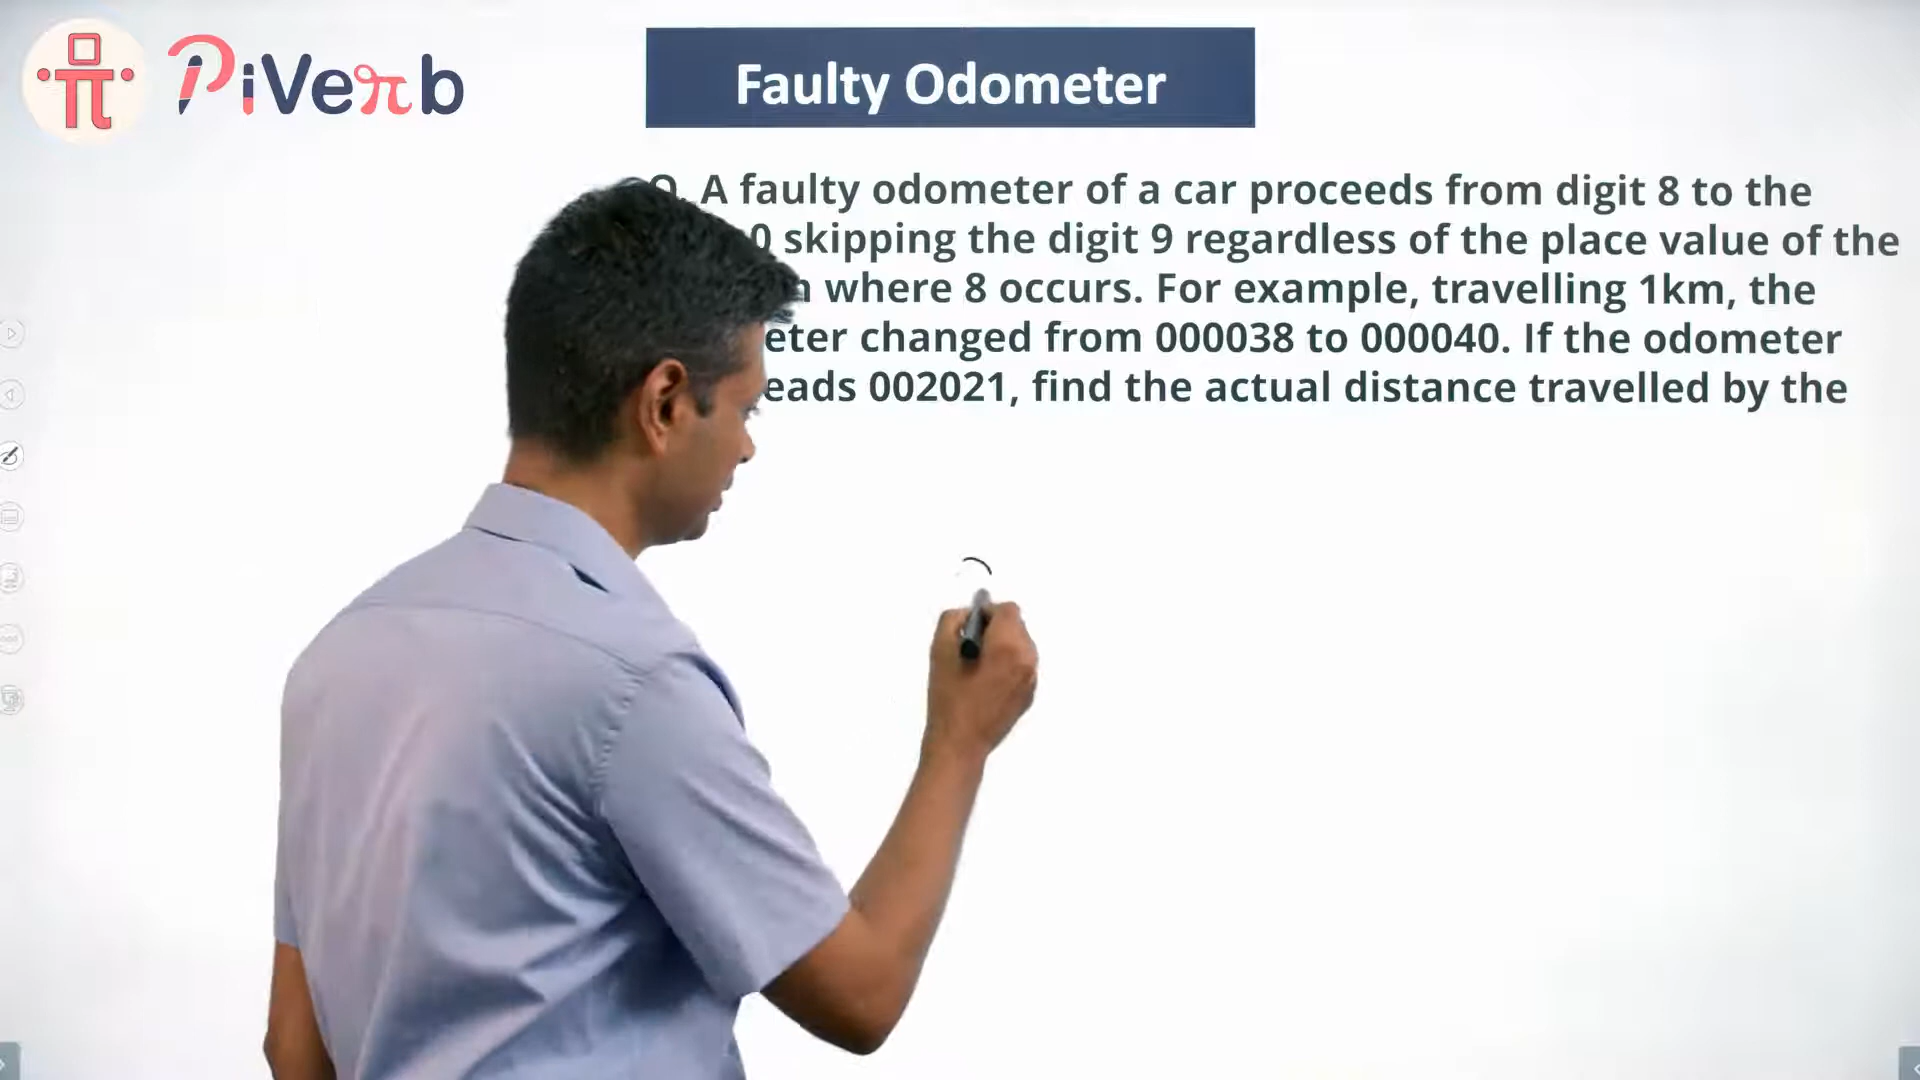 PiVerb
Faulty Odometer
Q. A faulty odometer of a car proceeds from digit 8 to the
0 skipping the digit 9 regardless of the place value of the
where 8 occurs. For example, travelling 1km, the
eter changed from 000038 to 000040. If the odometer
eads 002021, find the actual distance travelled by the